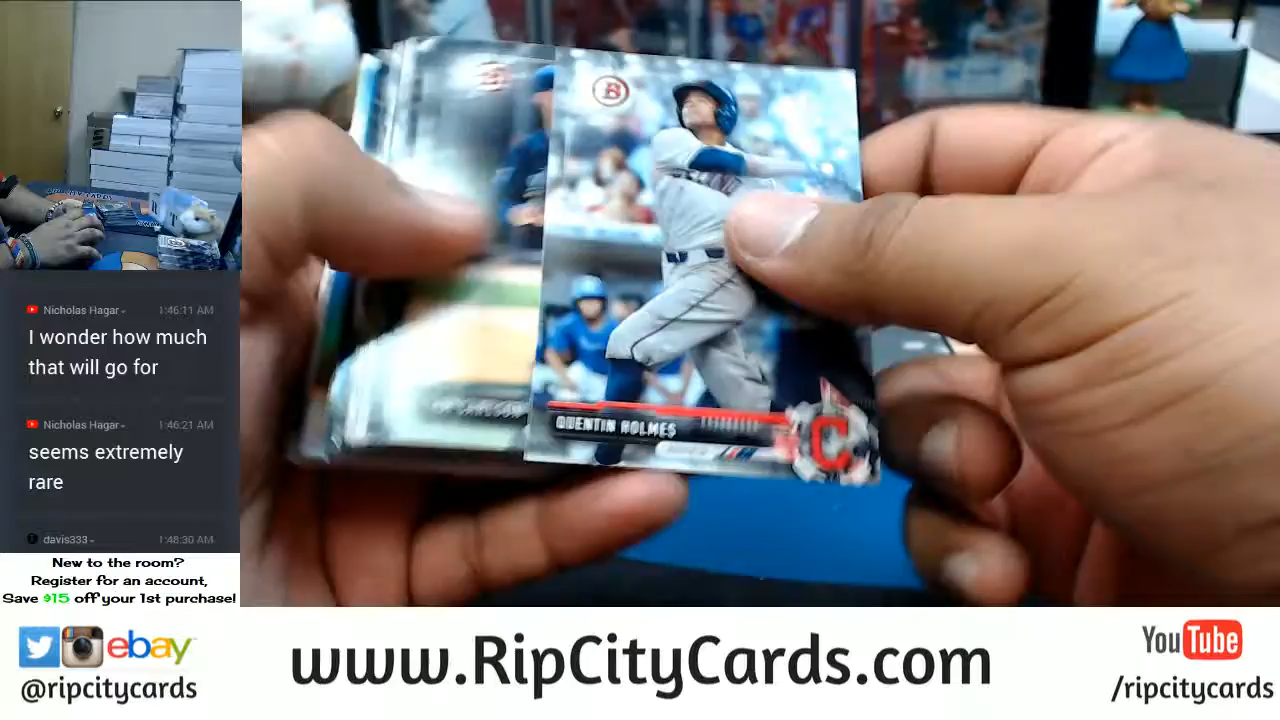 B
QUENTIN HOLMES
C
Nicholas Hagar
1:46:11 AM
I wonder how much
that will go for
Nicholas Hagar
1:46:21 AM
seems extremely
rare
davis333
1:48:30 AM
New to the room?
Register for an account,
Save $15 off your 1st purchase!
ebay
@ripcitycards
www.RipCityCards.com
YouTube
/ripcitycards